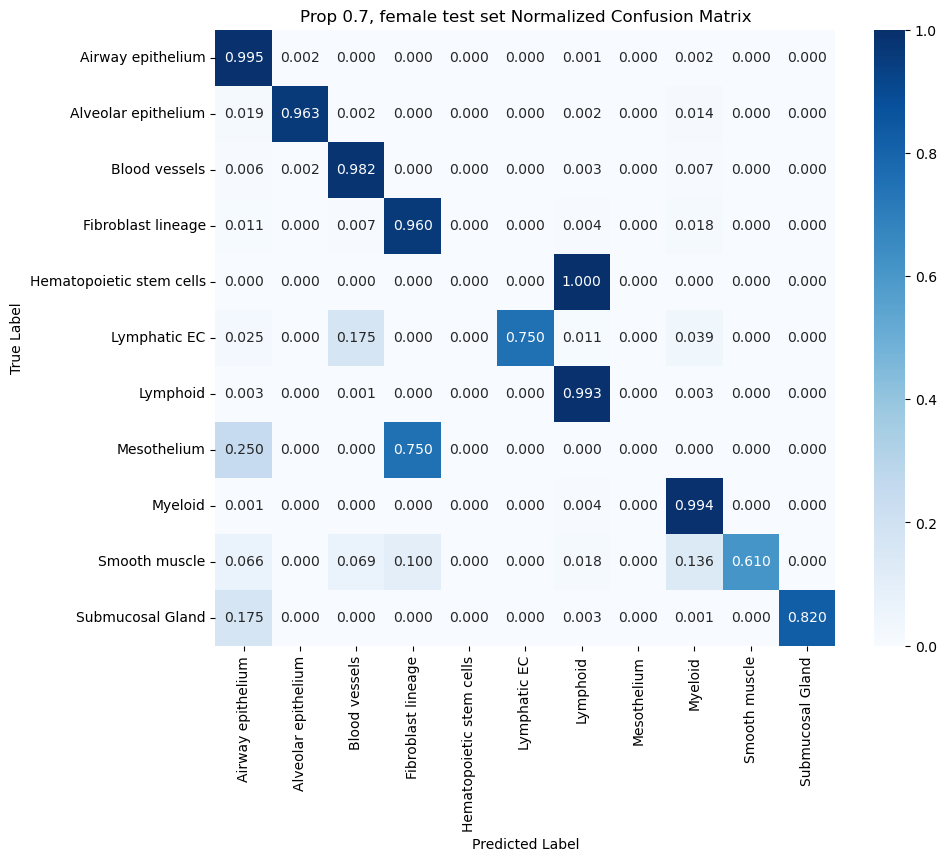 Prop 0.7, female test set Normalized Confusion Matrix
True Label
Airway epithelium 0.995 0.002 0.000 0.000 0.000 0.000 0.001 0.000 0.002 0.000 0.000
Alveolar epithelium 0.019 0.963 0.002 0.000 0.000 0.000 0.002 0.000 0.014 0.000 0.000
Blood vessels 0.006 0.002 0.982 0.000 0.000 0.000 0.003 0.000 0.007 0.000 0.000
Fibroblast lineage 0.011 0.000 0.007 0.960 0.000 0.000 0.004 0.000 0.018 0.000 0.000
Hematopoietic stem cells 0.000 0.000 0.000 0.000 0.000 0.000 1.000 0.000 0.000 0.000 0.000
Lymphatic EC 0.025 0.000 0.175 0.000 0.000 0.750 0.011 0.000 0.039 0.000 0.000
Lymphoid 0.003 0.000 0.001 0.000 0.000 0.000 0.993 0.000 0.003 0.000 0.000
Mesothelium 0.250 0.000 0.000 0.750 0.000 0.000 0.000 0.000 0.000 0.000 0.000
Myeloid 0.001 0.000 0.000 0.000 0.000 0.000 0.004 0.000 0.994 0.000 0.000
Smooth muscle 0.066 0.000 0.069 0.100 0.000 0.000 0.018 0.000 0.136 0.610 0.000
Submucosal Gland 0.175 0.000 0.000 0.000 0.000 0.000 0.003 0.000 0.001 0.000 0.820
Airway epithelium
Alveolar epithelium
Blood vessels
Fibroblast lineage
Hematopoietic stem cells
Lymphatic EC
Lymphoid
Mesothelium
Myeloid
Smooth muscle
Submucosal Gland
Predicted Label
1.0
0.8
0.6
0.4
0.2
0.0